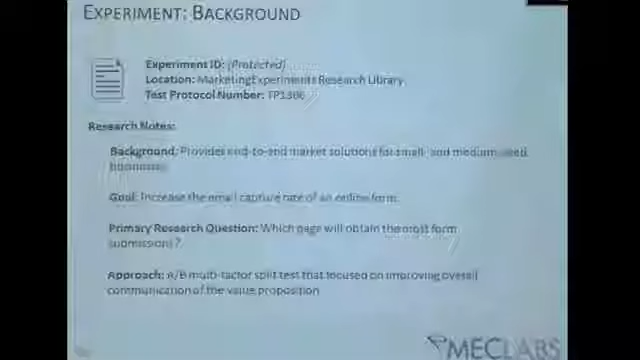 EXPERIMENT: BACKGROUND
Experiment ID: (Protected)
Location: MarketingExperiments Research Library
Test Protocol Number: TP1306
Research Notes:
Background: Provides end-to-end market solutions for small- and medium-sized
businesses.
Goal: Increase the email capture rate of an online form.
Primary Research Question: Which page will obtain the most form
submissions?
Approach: A/B multi-factor split test that focused on improving overall
communication of the value proposition
MECLABS